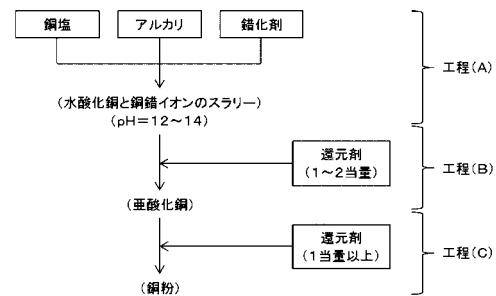 銅塩
アルカリ
錯化剤
工程(A)
(水酸化銅と銅錯イオンのスラリー)
(pH=12~14)
還元剤
(1~2当量)
工程(B)
(亜酸化銅)
還元剤
(1当量以上)
工程(C)
(銅粉)